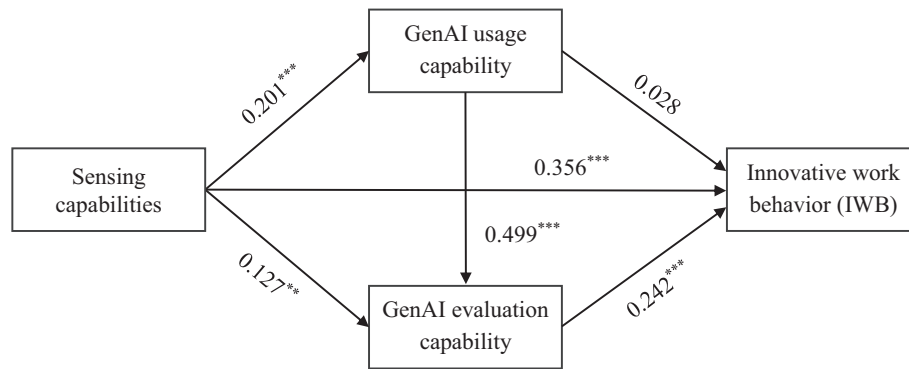 GenAI usage
capability
0.201***
0.028
Sensing
capabilities
0.356***
Innovative work
behavior (IWB)
0.499***
0.127**
0.242***
GenAI evaluation
capability